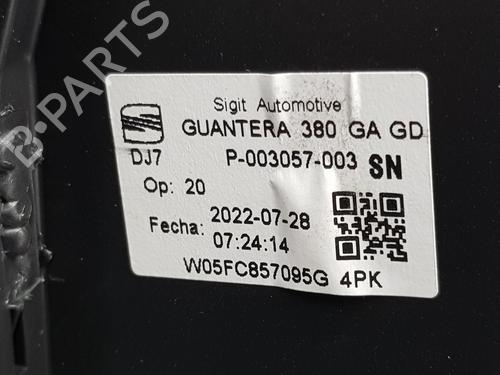 B-PARTS
Sigit Automotive
GUANTERA 380 GA GD
DJ7 P-003057-003 SN
Op: 20
Fecha: 2022-07-28
07:24:14
W05FC857095G 4PK